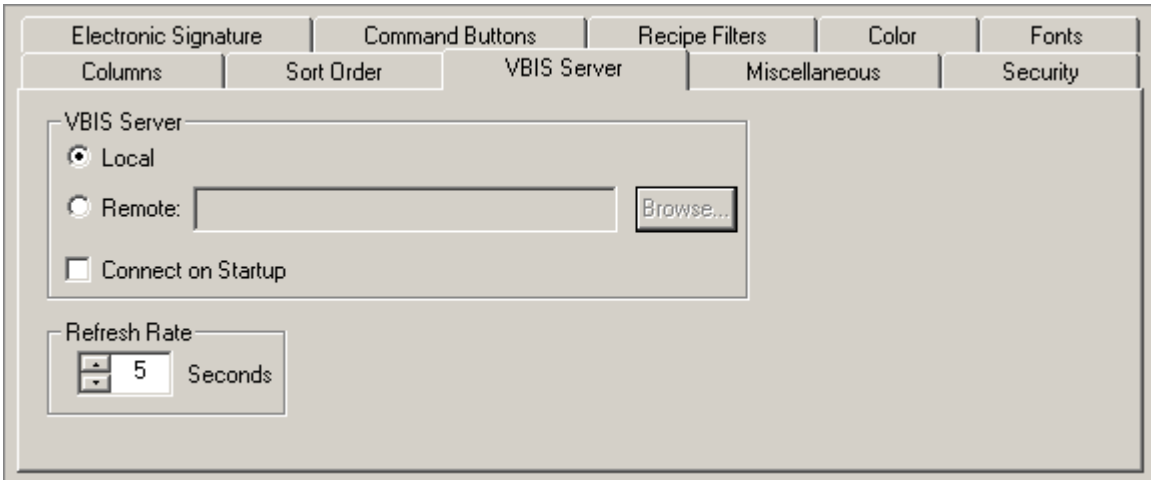 Electronic Signature Command Buttons Recipe Filters Color Fonts
Columns Sort Order VBIS Server Miscellaneous Security
VBIS Server
Local
Remote: Browse...
Connect on Startup
Refresh Rate
5 Seconds